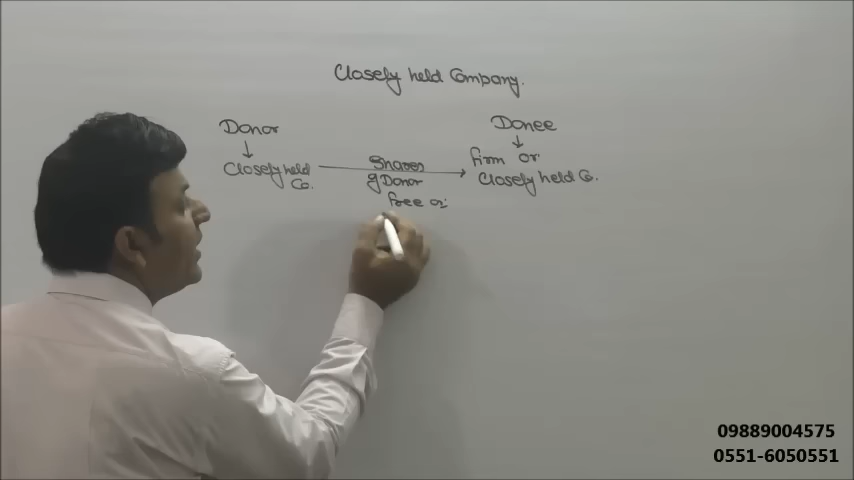 Closely held Company.
Donor
Donee
↓
↓
Closely held
Co.
Shares
of Donor
free or
firm or
Closely held Co.
09889004575
0551-6050551